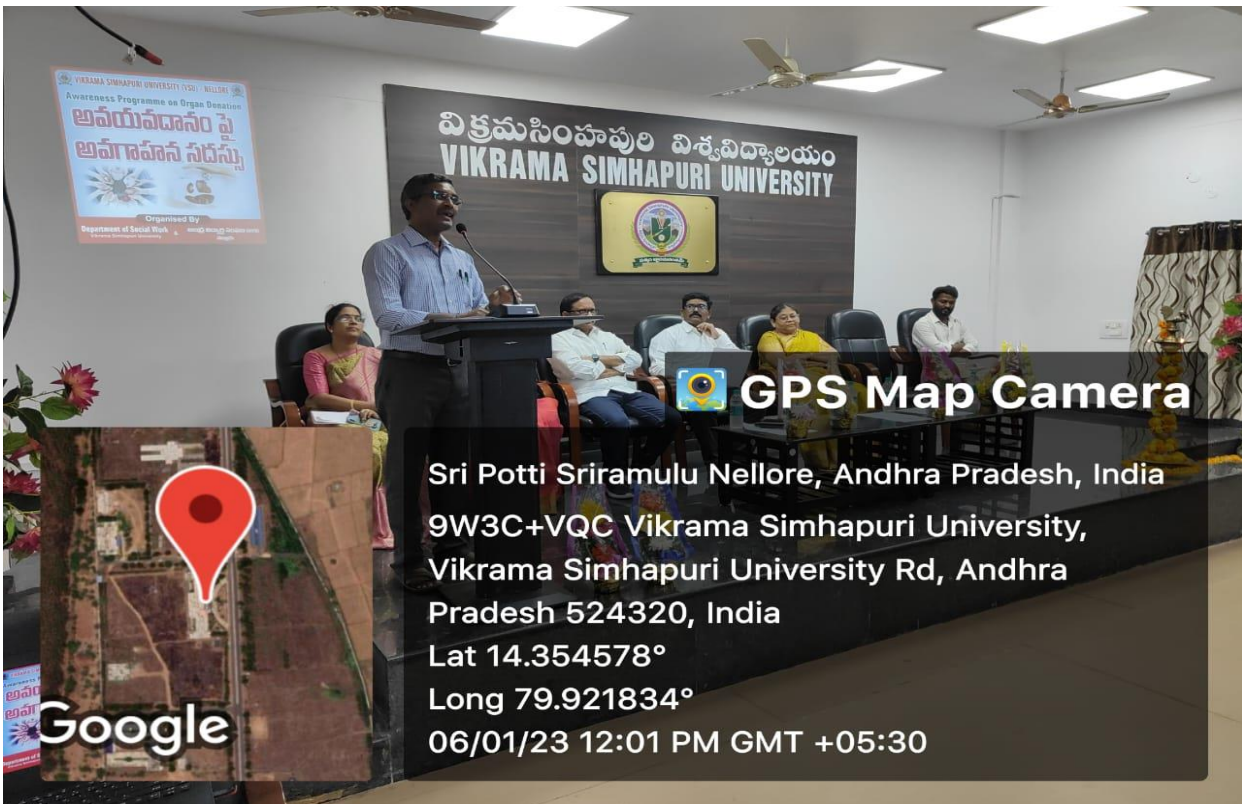 VIKRAMA SIMHAPURI UNIVERSITY (VSU) : NELLORE
Awareness Programme on Organ Donation
అవయవదానం పై
అవగాహన సదస్సు
Organised By
Department of Social Work &
Vikrama Simhapuri University
విక్రమసింహపురి విశ్వవిద్యాలయం
VIKRAMA SIMHAPURI UNIVERSITY
GPS Map Camera
Sri Potti Sriramulu Nellore, Andhra Pradesh, India
9W3C+VQC Vikrama Simhapuri University,
Vikrama Simhapuri University Rd, Andhra
Pradesh 524320, India
Lat 14.354578°
Long 79.921834°
06/01/23 12:01 PM GMT +05:30
Google